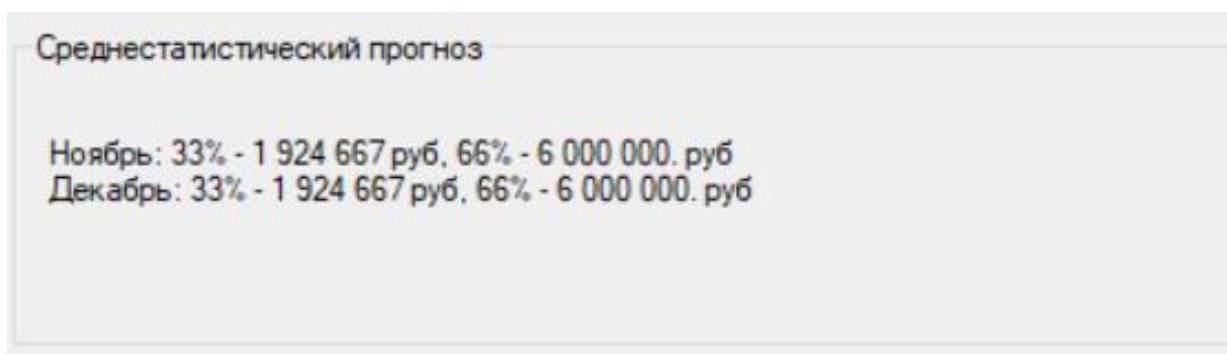 Среднестатистический прогноз
Ноябрь: 33% - 1 924 667 руб, 66% - 6 000 000. руб
Декабрь: 33% - 1 924 667 руб, 66% - 6 000 000. руб